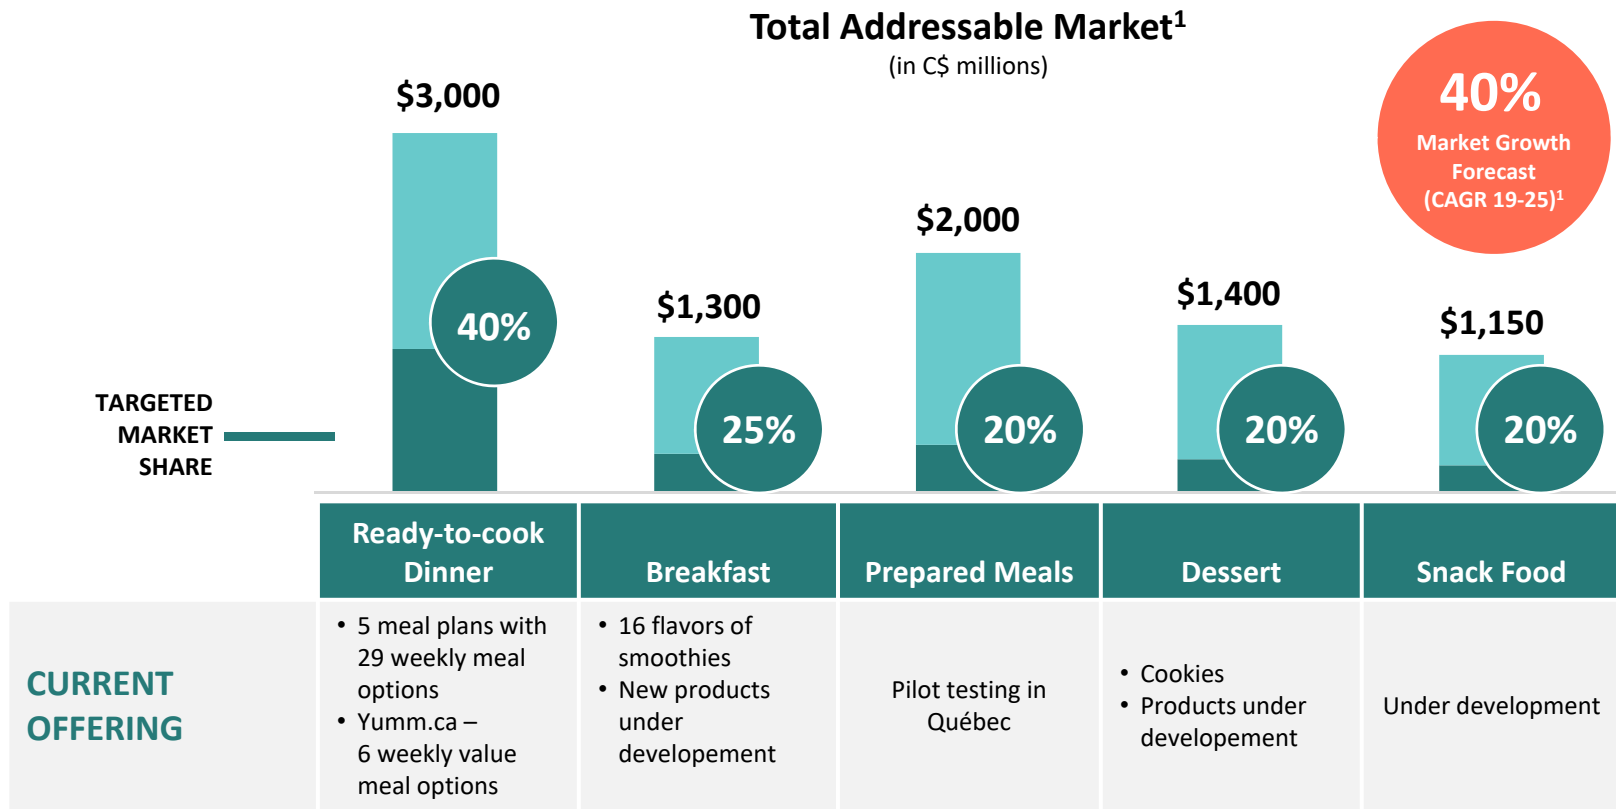 Total Addressable Market¹
(in C$ millions)
40%
Market Growth
Forecast
(CAGR 19-25)¹
$3,000
$1,300
$2,000
$1,400
$1,150
40%
25%
20%
20%
20%
TARGETED
MARKET
SHARE
Ready-to-cook
Dinner
Breakfast
Prepared Meals
Dessert
Snack Food
CURRENT
OFFERING
• 5 meal plans with
29 weekly meal
options
• Yumm.ca –
6 weekly value
meal options
• 16 flavors of
smoothies
• New products
under
developement
Pilot testing in
Québec
• Cookies
• Products under
developement
Under development